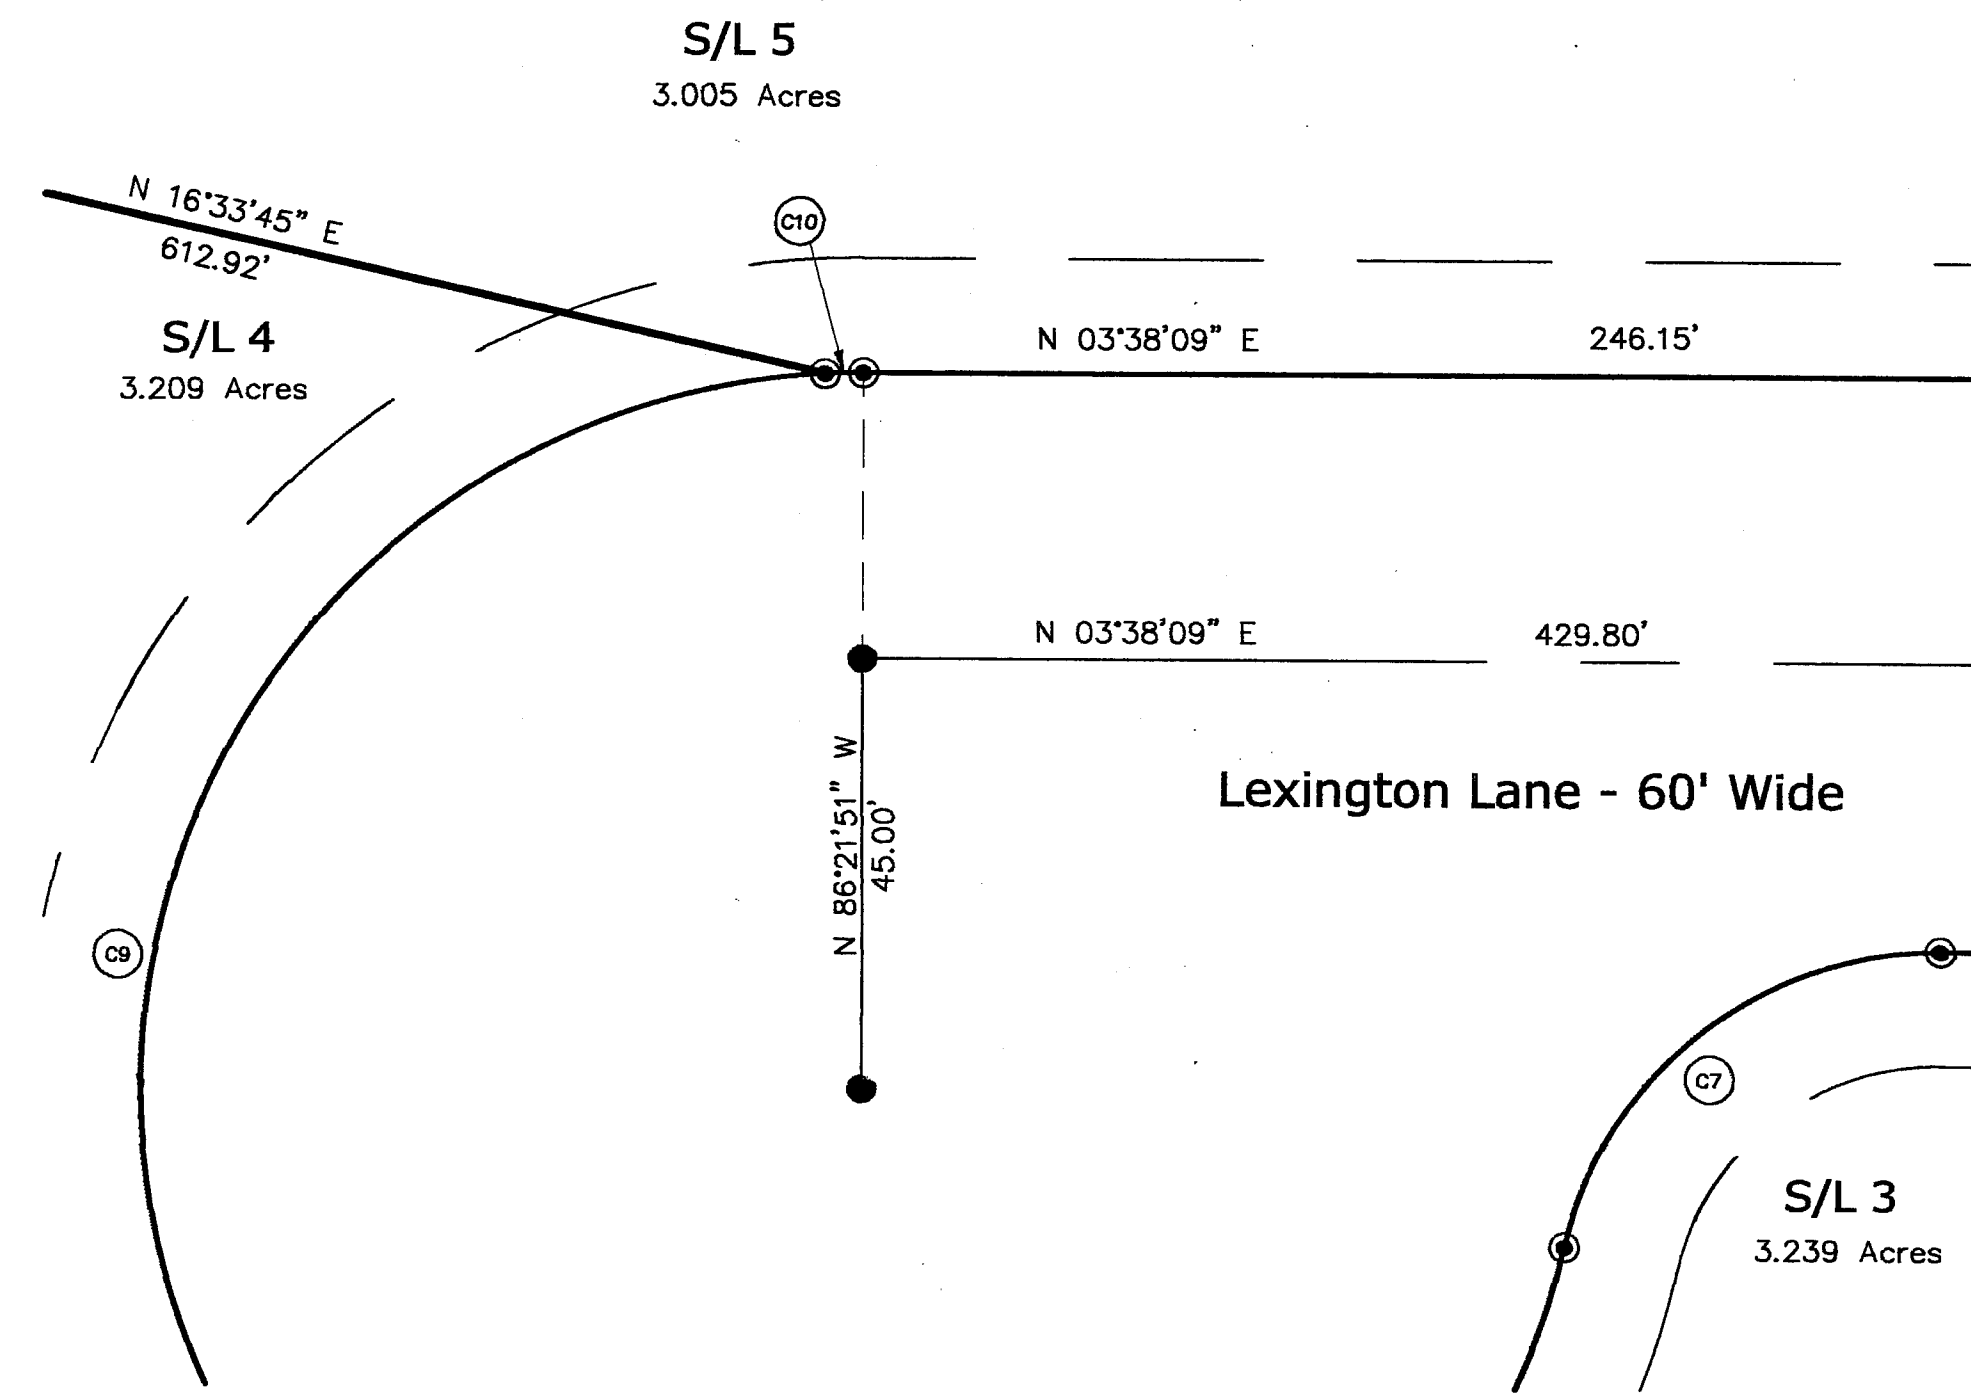 S/L 5
3.005 Acres
N 16°33'45" E
612.92'
C10
S/L 4
3.209 Acres
N 03°38'09" E
246.15'
N 03°38'09" E
429.80'
N 86°21'51" W
45.00'
Lexington Lane - 60' Wide
C9
C7
S/L 3
3.239 Acres